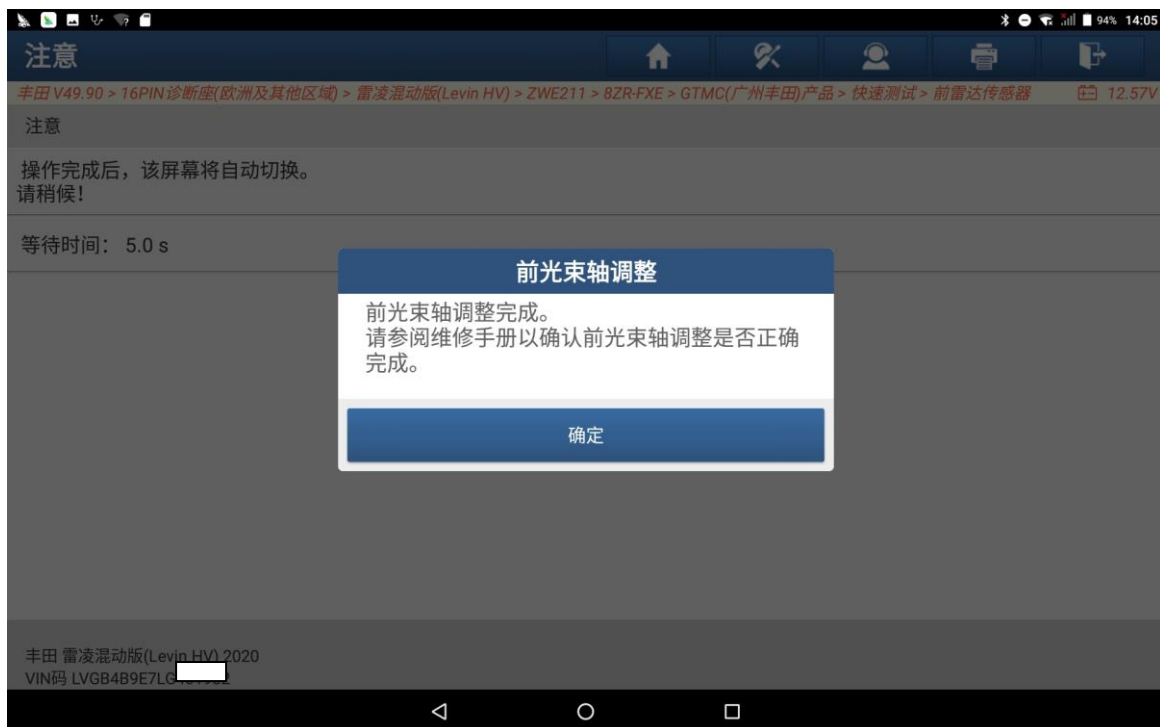 94% 14:05
注意
丰田 V49.90 > 16PIN诊断座(欧洲及其他区域) > 雷凌混动版(Levin HV) > ZWE211 > 8ZR-FXE > GTMC(广州丰田)产品 > 快速测试 > 前雷达传感器 12.57V
注意
操作完成后，该屏幕将自动切换。
请稍候！
等待时间： 5.0 s
前光束轴调整
前光束轴调整完成。
请参阅维修手册以确认前光束轴调整是否正确
完成。
确定
丰田 雷凌混动版(Levin HV) 2020
VIN码 LVGB4B9E7LG